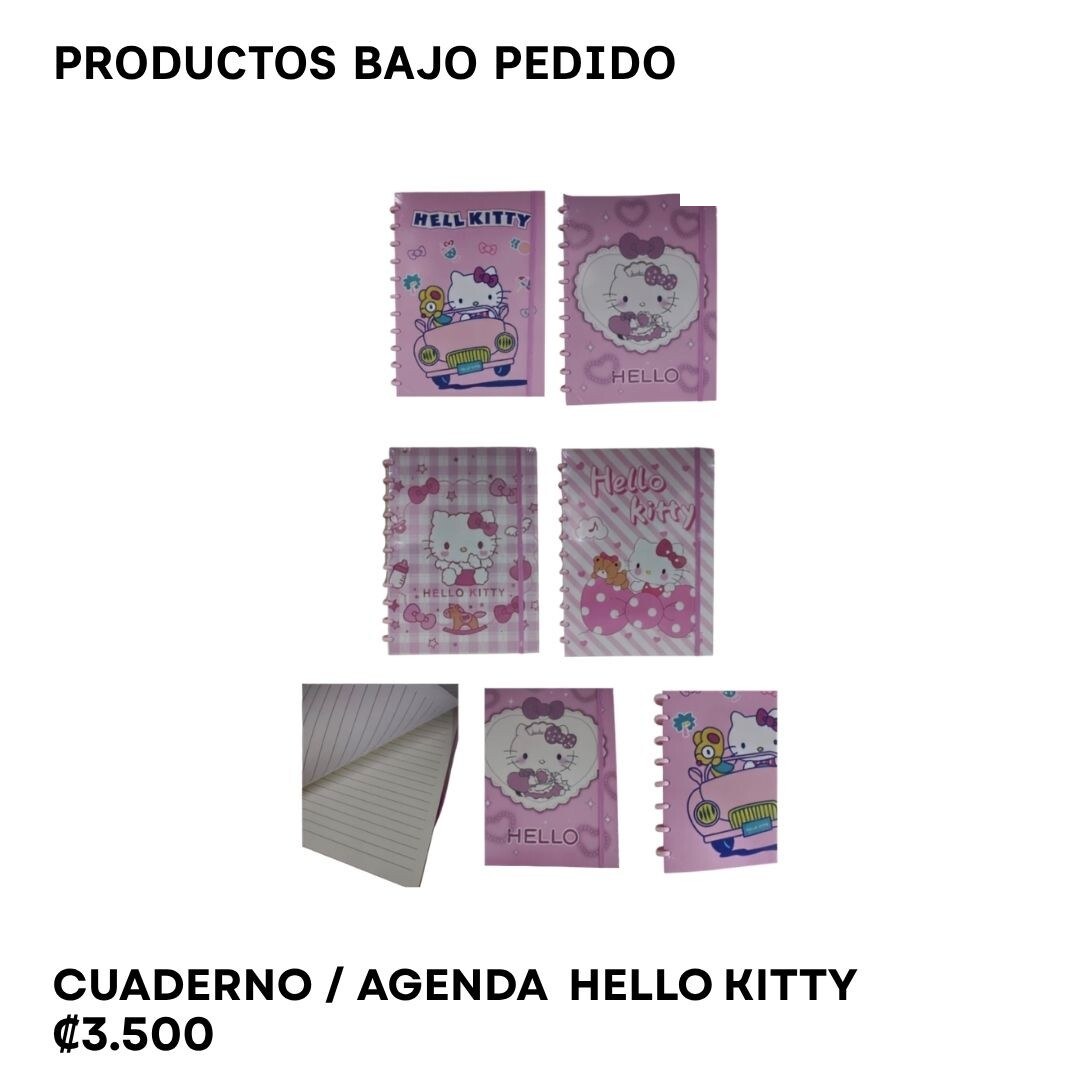 PRODUCTOS BAJO PEDIDO
HELL KITTY
HELLO
HELLO KITTY
Hello
kitty
HELLO
CUADERNO / AGENDA HELLO KITTY
₡3.500